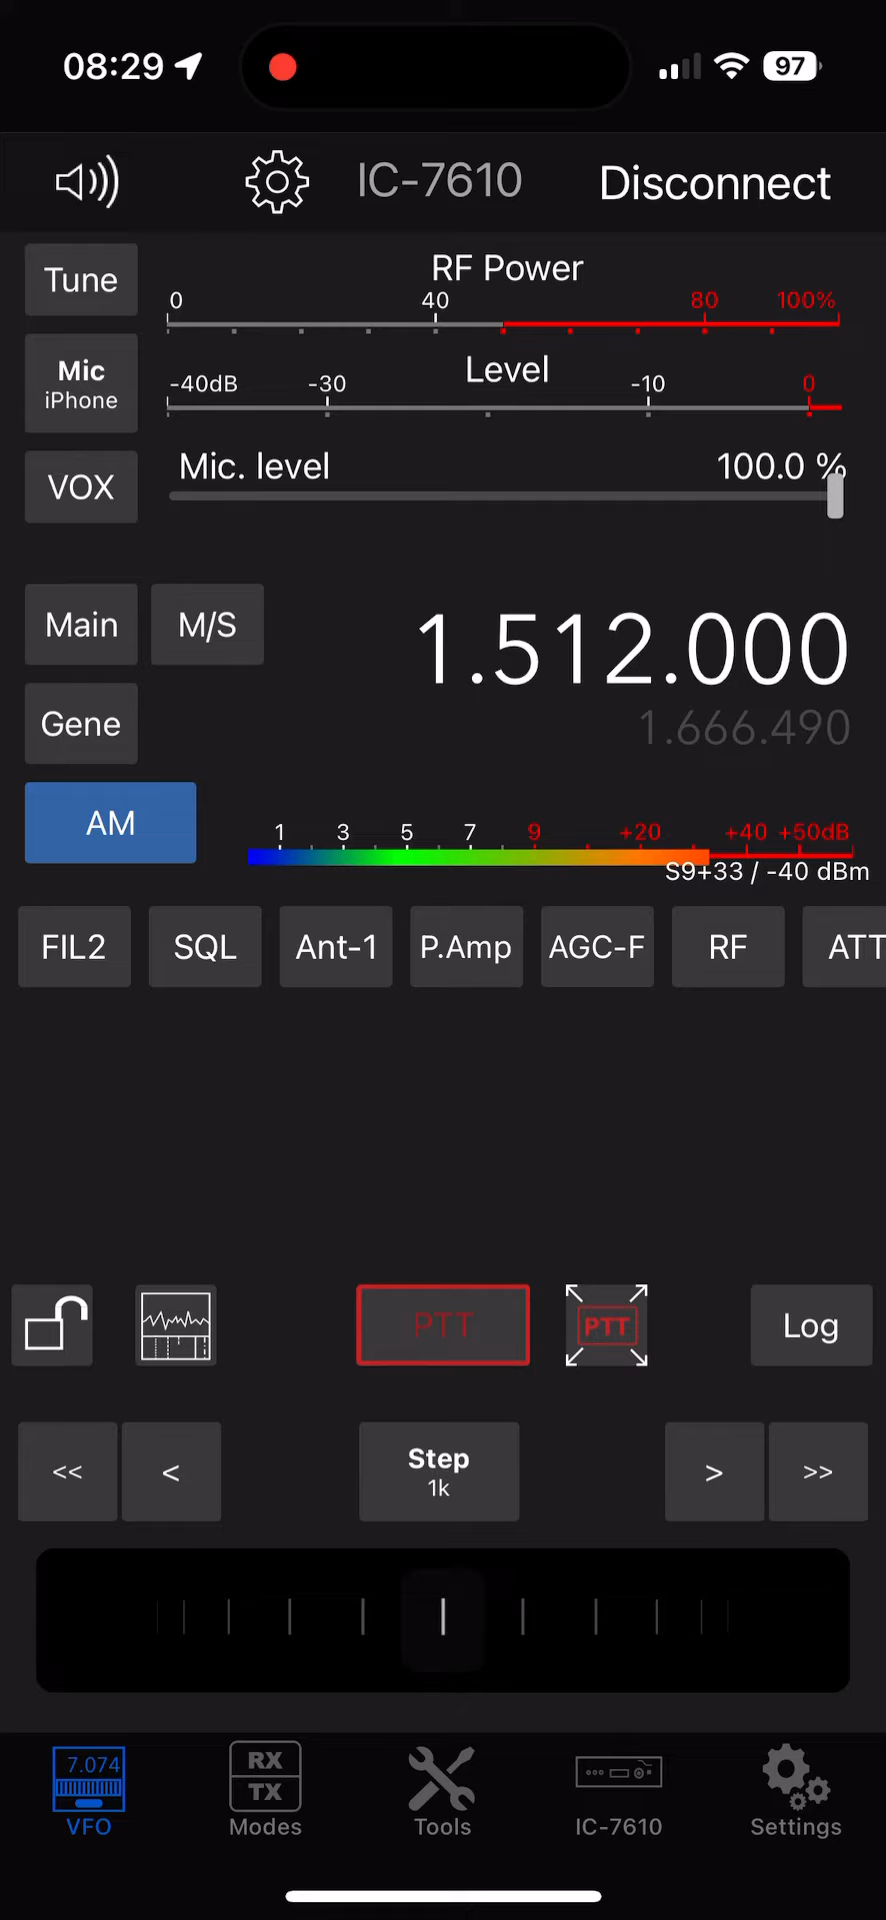 08:29
97
IC-7610
Disconnect
Tune
RF Power
0
40
80
100%
Mic
iPhone
Level
-40dB
-30
-10
0
VOX
Mic. level
100.0 %
Main
M/S
1.512.000
Gene
1.666.490
AM
1
3
5
7
9
+20
+40
+50dB
S9+33 / -40 dBm
FIL2
SQL
Ant-1
P.Amp
AGC-F
RF
ATT
PTT
PTT
Log
<<
<
Step
1k
>
>>
7.074
VFO
RX
TX
Modes
Tools
IC-7610
Settings